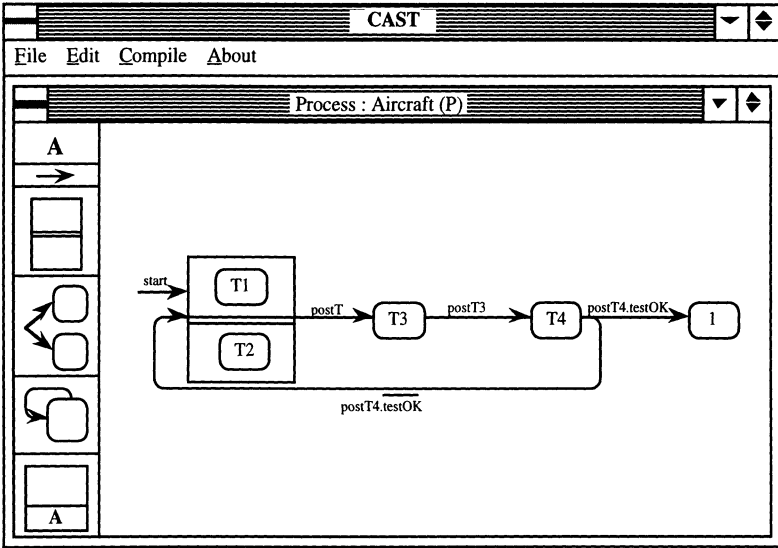 CAST
File Edit Compile About
Process : Aircraft (P)
A
start
T1
postT
T3
postT3
T4
postT4.testOK
1
T2
postT4.testOK
A